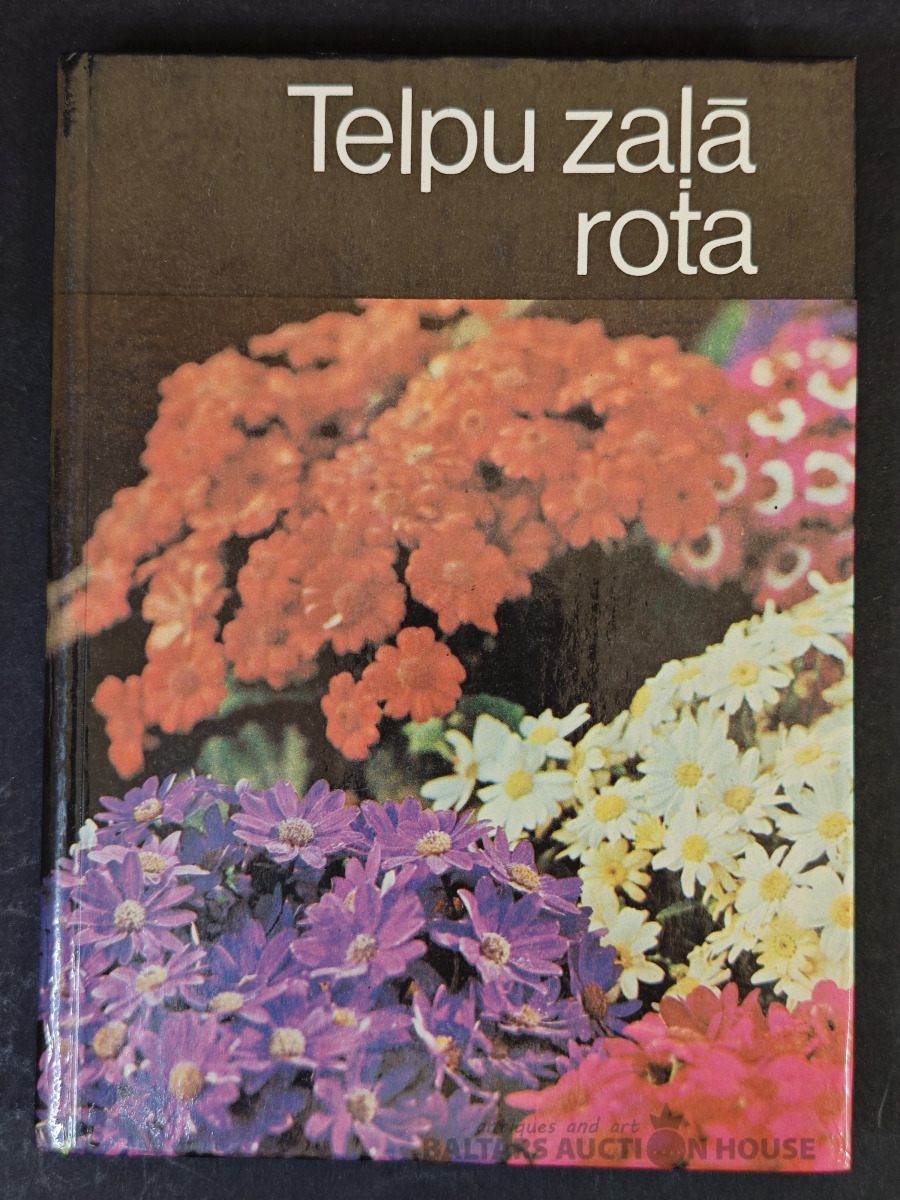 Telpu zaļā
rota
antiques and art
BALTARS AUCTION HOUSE